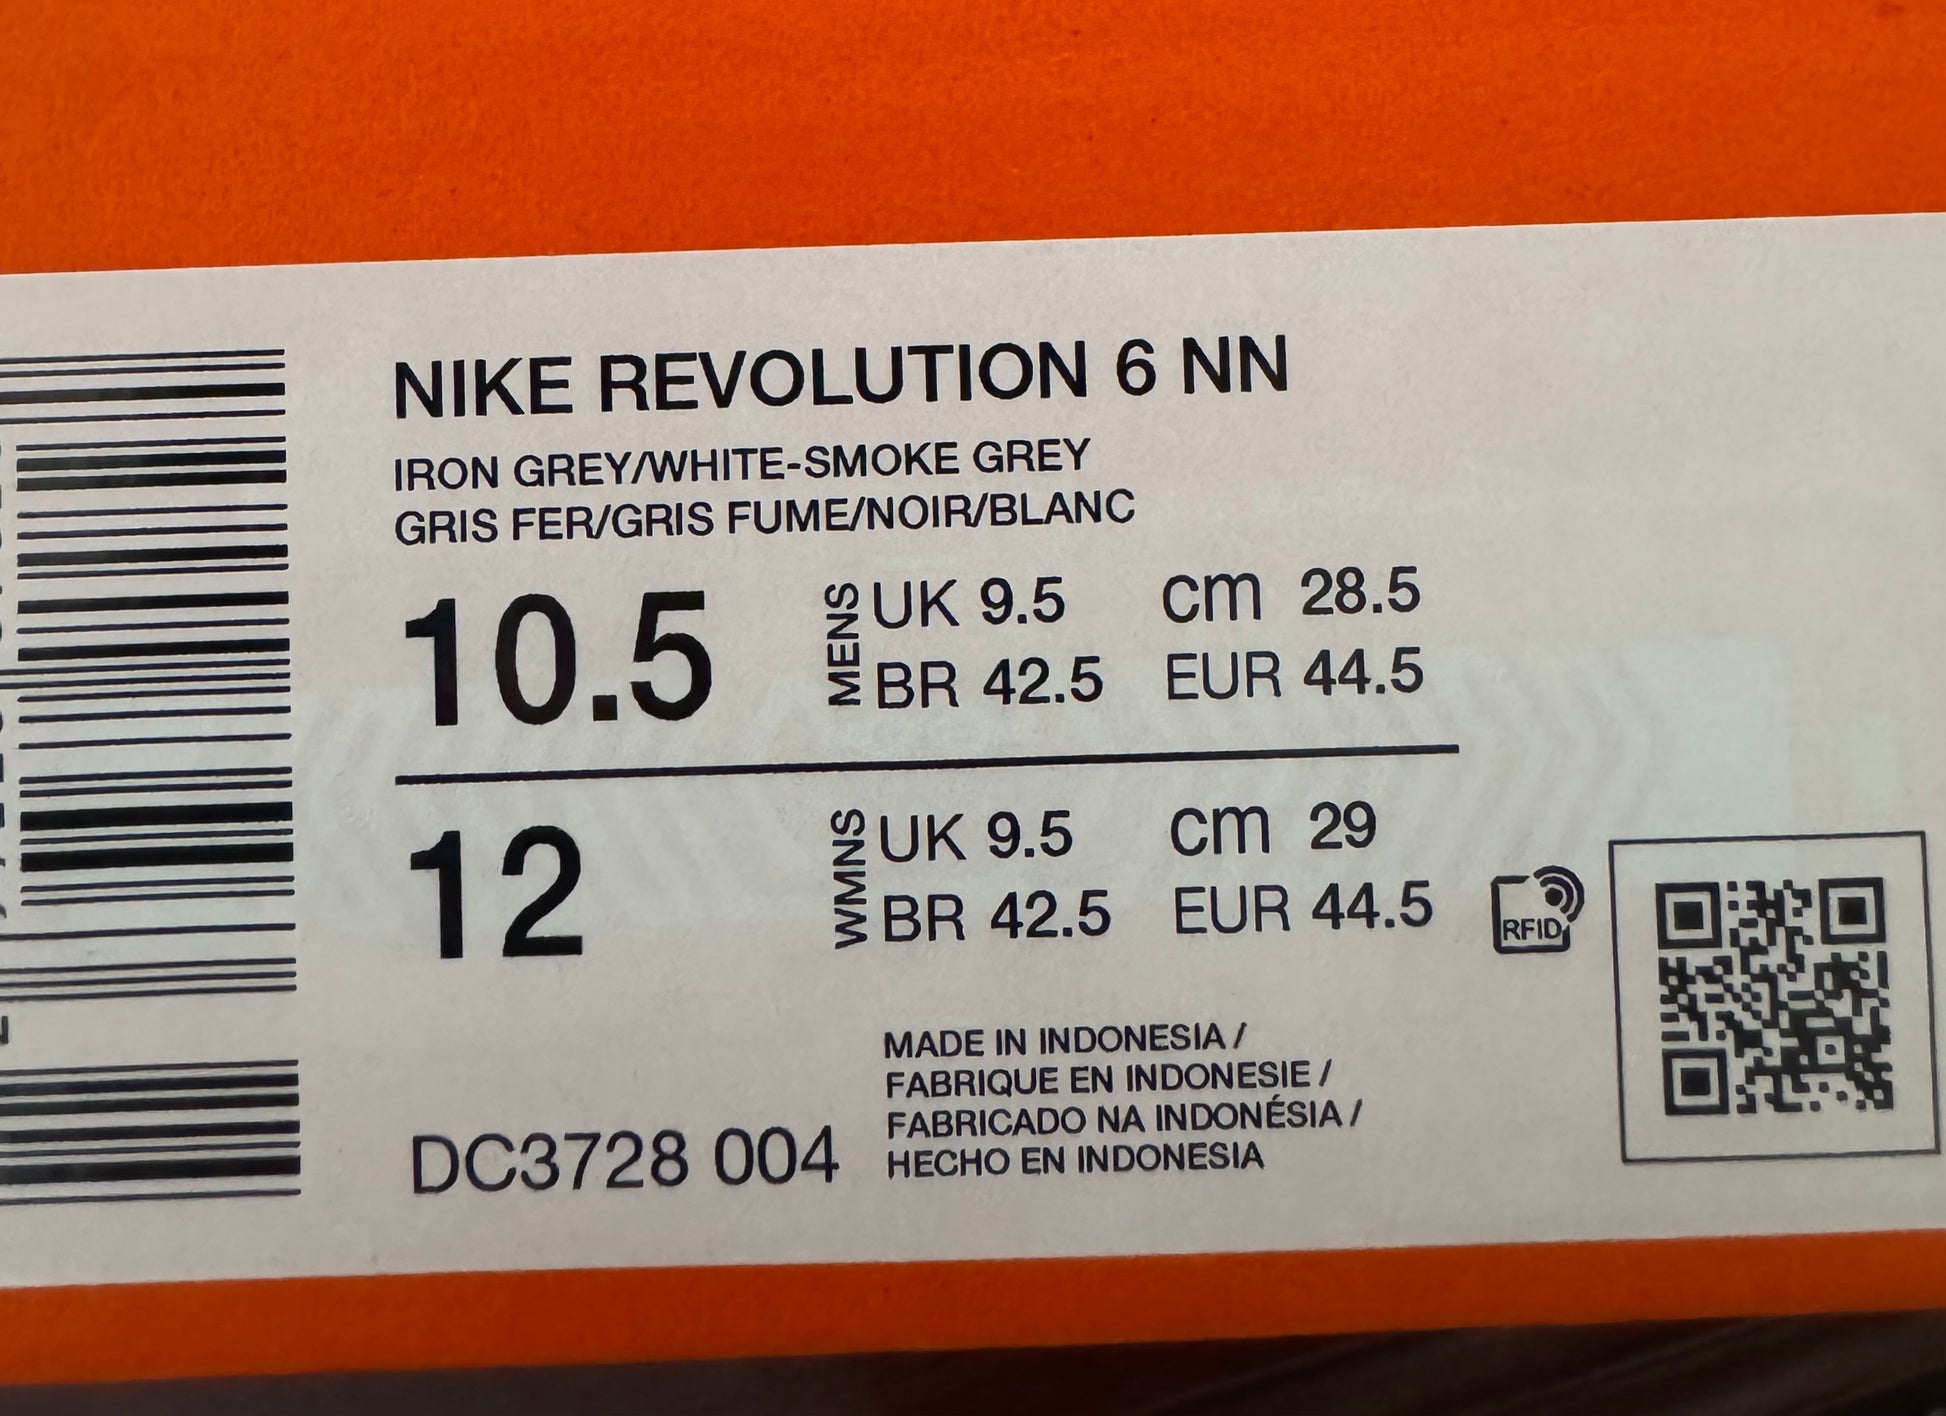 NIKE REVOLUTION 6 NN
IRON GREY/WHITE-SMOKE GREY
GRIS FER/GRIS FUME/NOIR/BLANC
10.5
MENS
UK 9.5 cm 28.5
BR 42.5 EUR 44.5
12
WMNS
UK 9.5 cm 29
BR 42.5 EUR 44.5
RFID
MADE IN INDONESIA /
FABRIQUE EN INDONESIE /
FABRICADO NA INDONÉSIA /
HECHO EN INDONESIA
DC3728 004